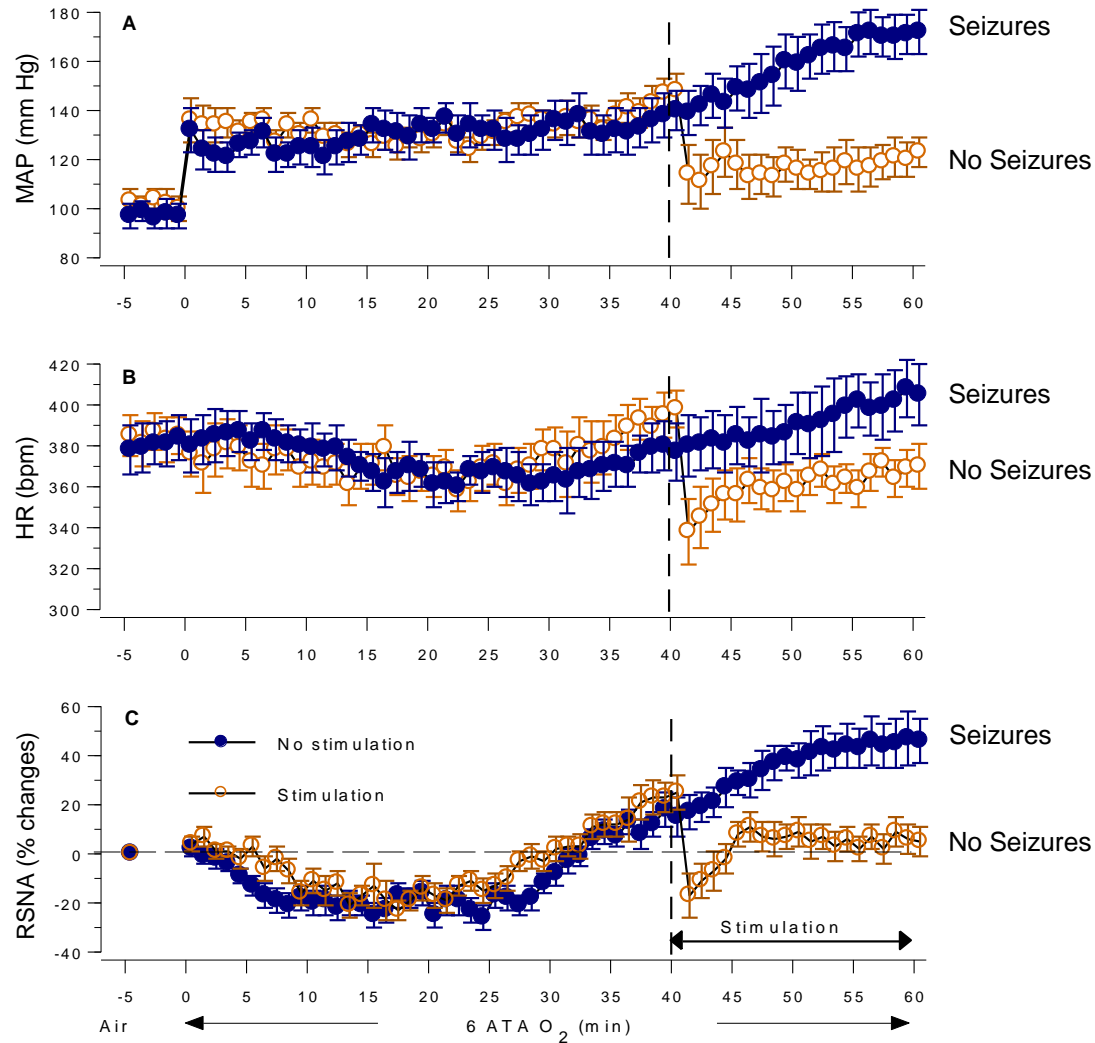 A
MAP (mm Hg)
180
160
140
120
100
80
-5 0 5 10 15 20 25 30 35 40 45 50 55 60
Seizures
No Seizures
B
HR (bpm)
420
400
380
360
340
320
300
-5 0 5 10 15 20 25 30 35 40 45 50 55 60
Seizures
No Seizures
C
RSNA (% changes)
60
40
20
0
-20
-40
No stimulation
Stimulation
Seizures
No Seizures
Stimulation
-5 0 5 10 15 20 25 30 35 40 45 50 55 60
Air 6 ATA O2 (min)